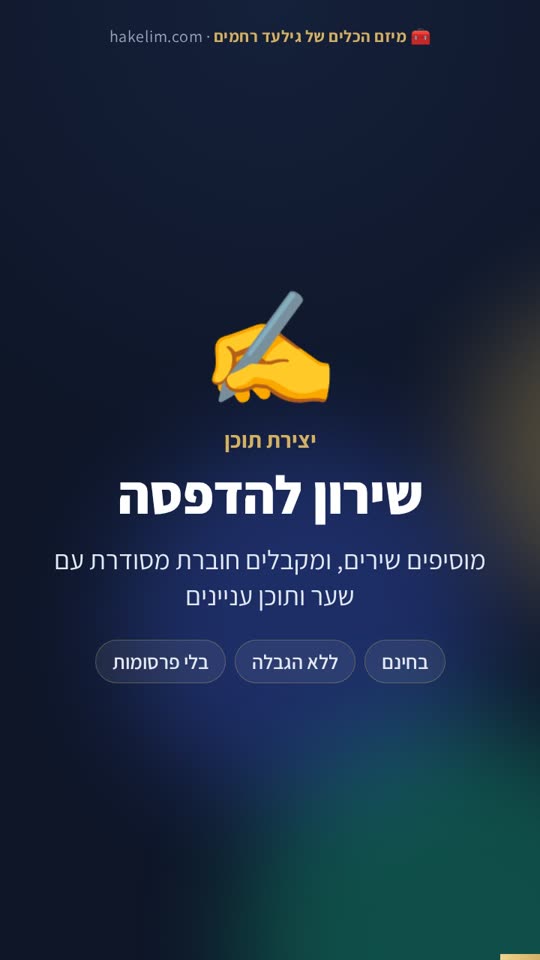 🧰 מיזם הכלים של גילעד רחמים · hakelim.com
יצירת תוכן
שירון להדפסה
מוסיפים שירים, ומקבלים חוברת מסודרת עם
שער ותוכן עניינים
בחינם
ללא הגבלה
בלי פרסומות